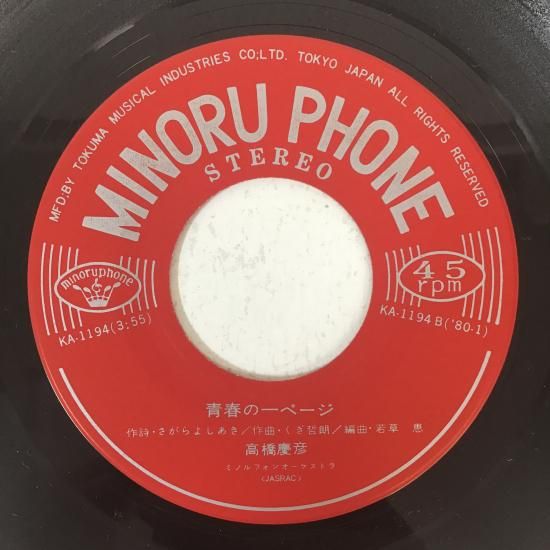 MFD.BY TOKUMA MUSICAL INDUSTRIES CO;LTD. TOKYO JAPAN ALL RIGHTS RESERVED
MINORU PHONE
STEREO
minoruphone
KA-1194(3:55)
45
rpm
KA-1194B('80-1)
青春の一ページ
作詩・さがらよしあき/作曲・くぎ哲朗/編曲・若草 恵
高橋慶彦
ミノルフォンオーケストラ
(JASRAC)